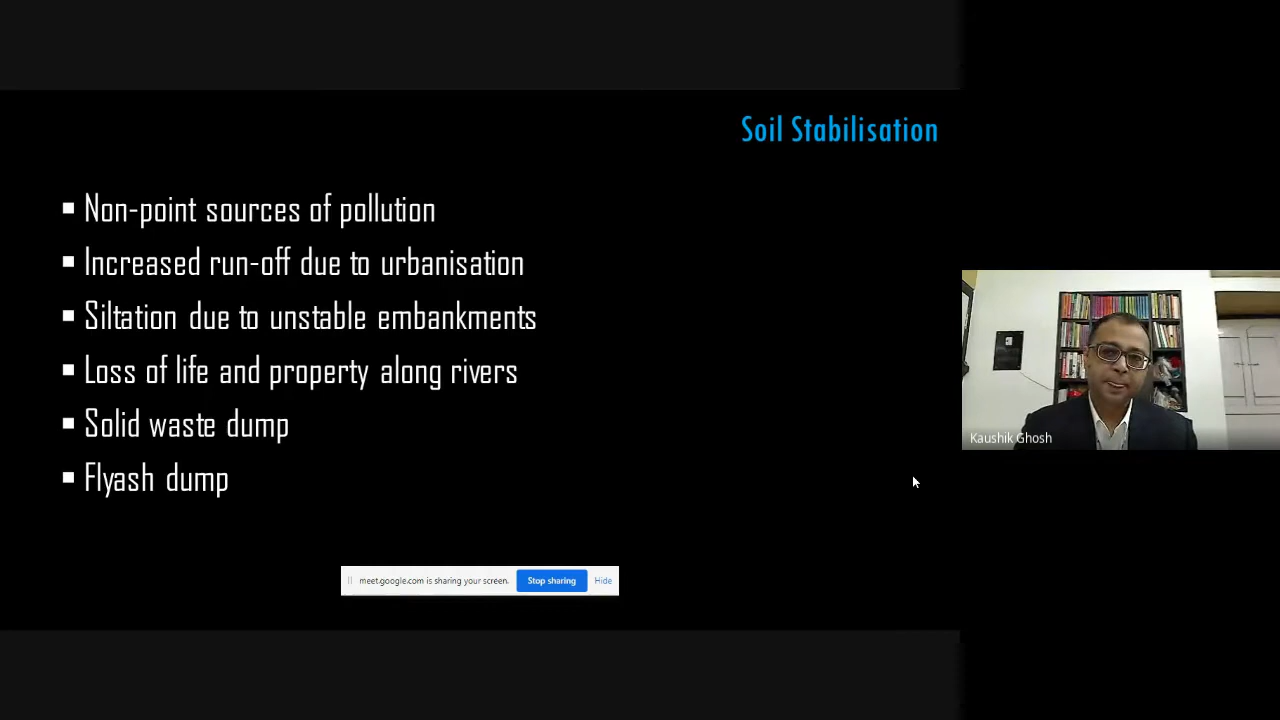 Soil Stabilisation
Non-point sources of pollution
Increased run-off due to urbanisation
Siltation due to unstable embankments
Loss of life and property along rivers
Solid waste dump
Flyash dump
meet.google.com is sharing your screen. Stop sharing Hide
Kaushik Ghosh